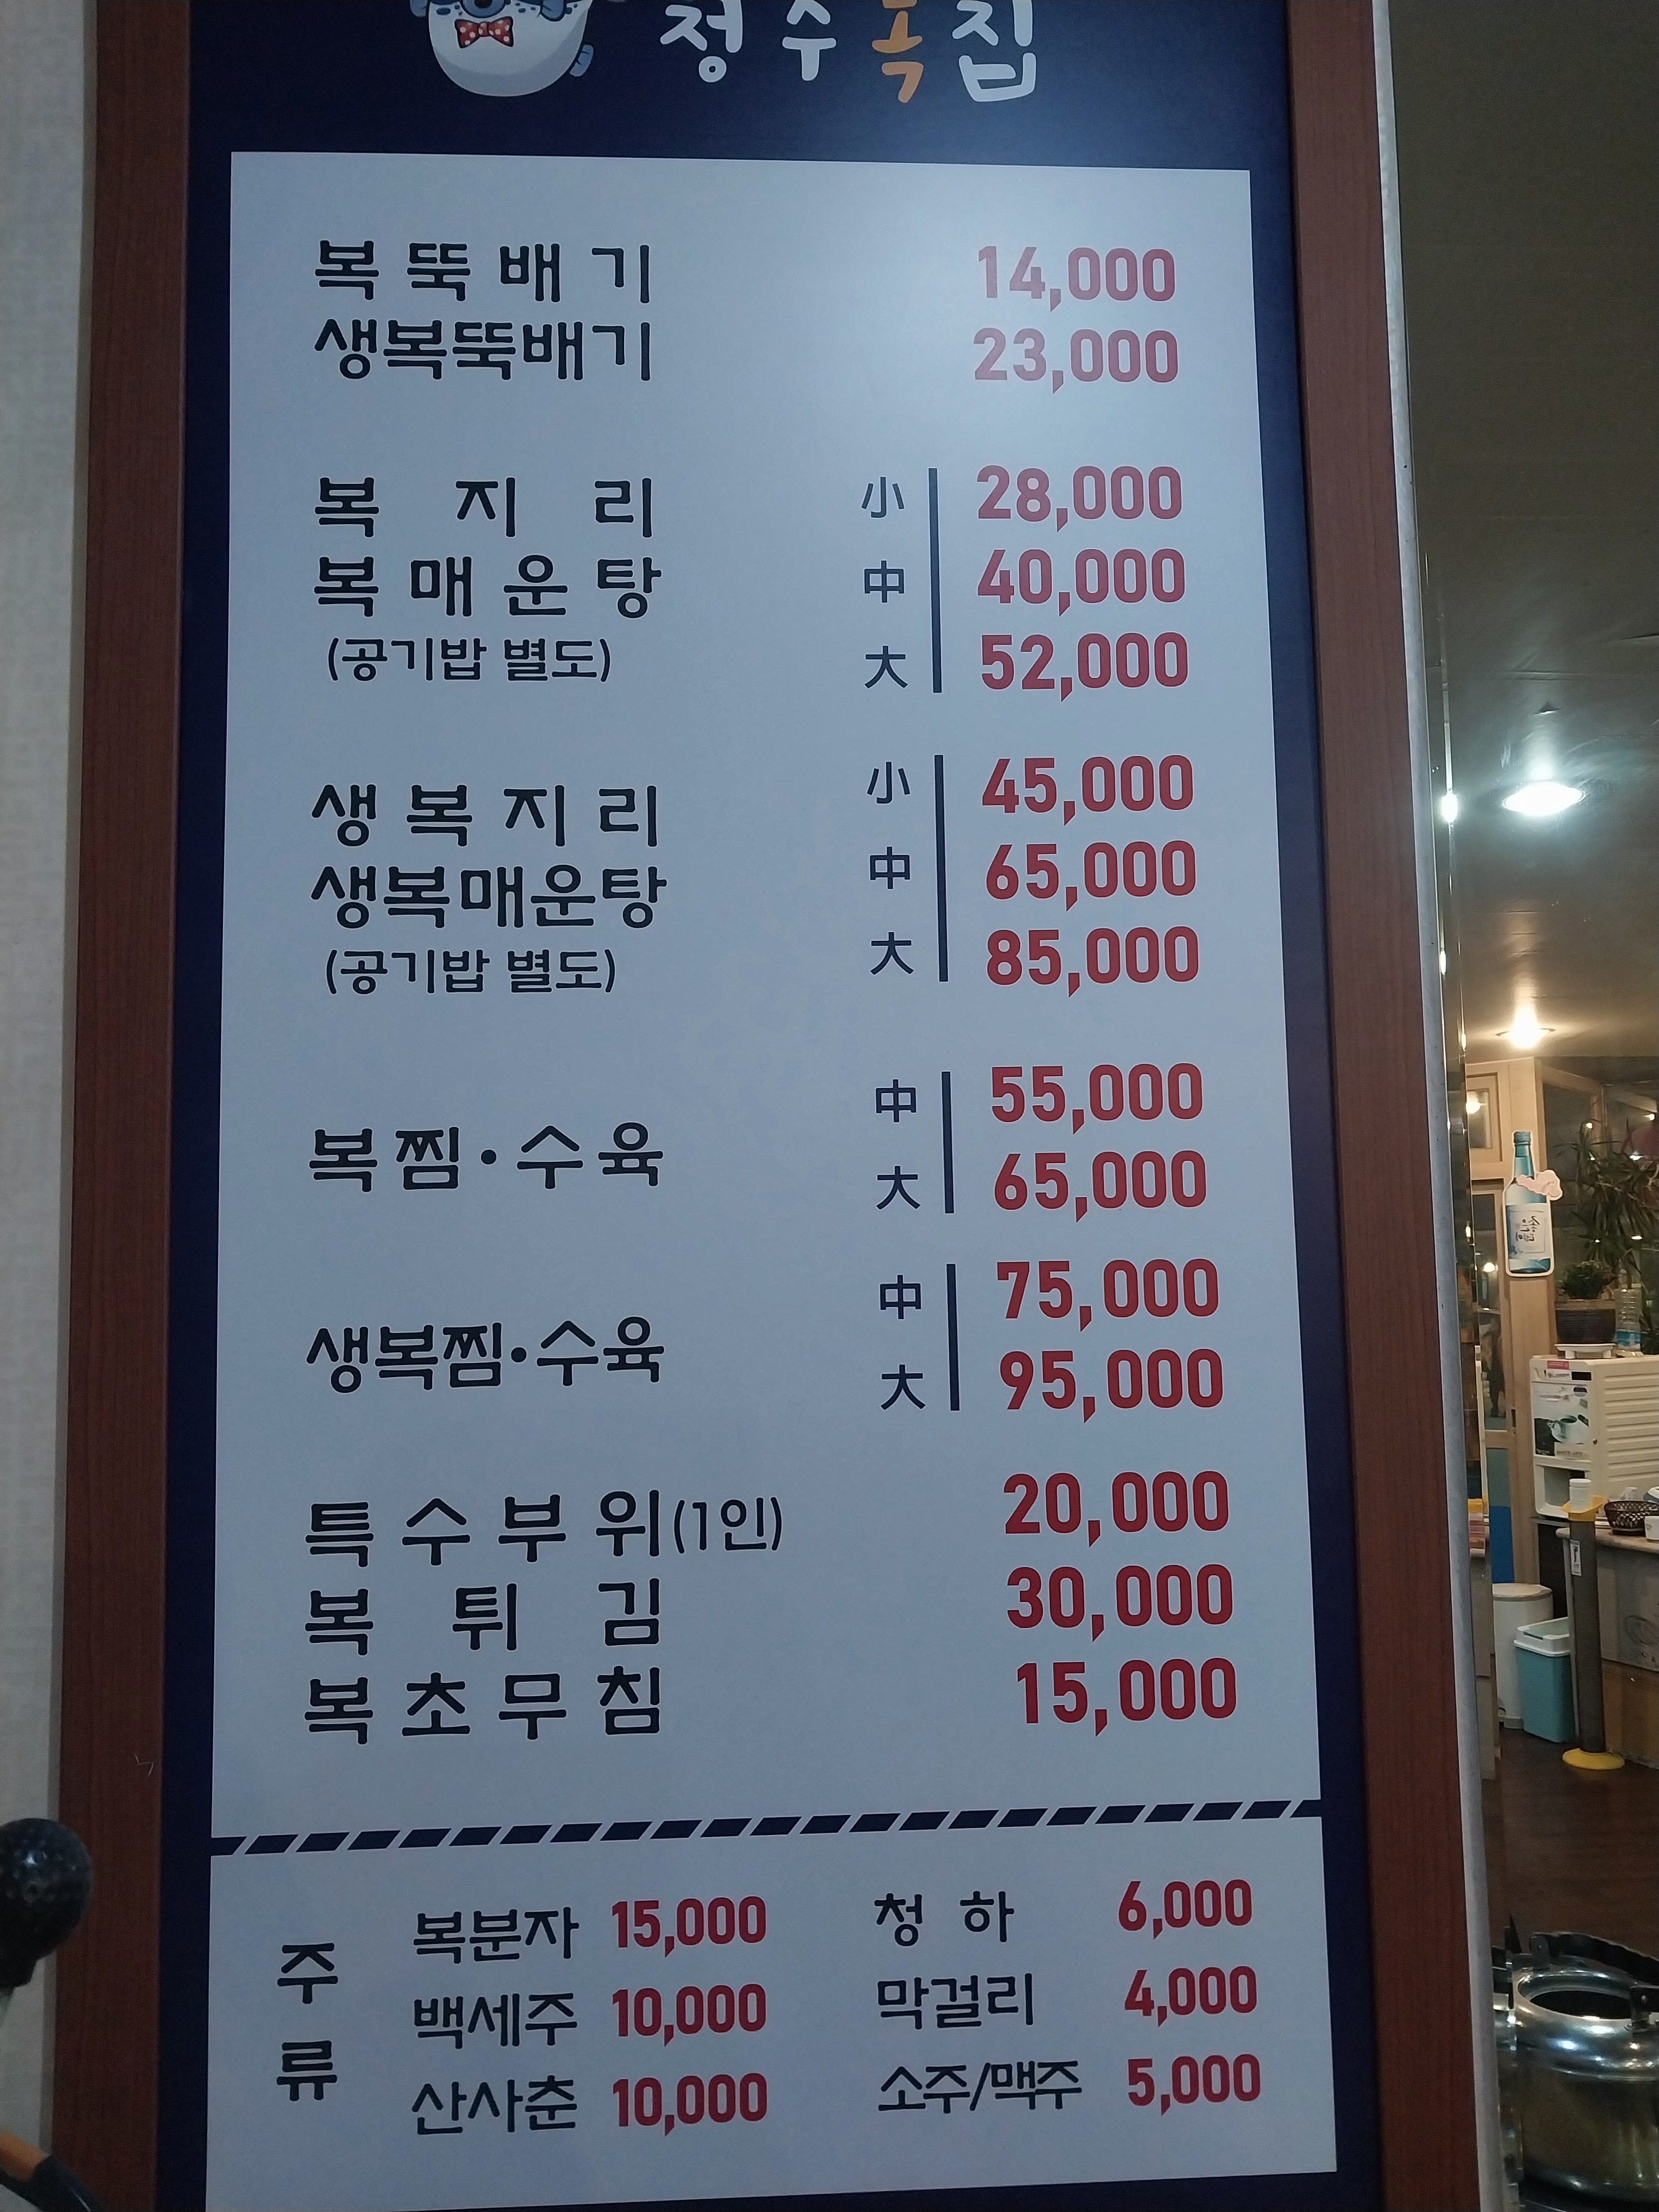 정수복집
복뚝배기 14,000
생복뚝배기 23,000
복지리 小 28,000
복매운탕 中 40,000
(공기밥 별도) 大 52,000
생복지리 小 45,000
생복매운탕 中 65,000
(공기밥 별도) 大 85,000
복찜·수육 中 55,000
大 65,000
생복찜·수육 中 75,000
大 95,000
특수부위(1인) 20,000
복튀김 30,000
복초무침 15,000
주류
복분자 15,000 청하 6,000
백세주 10,000 막걸리 4,000
산사춘 10,000 소주/맥주 5,000